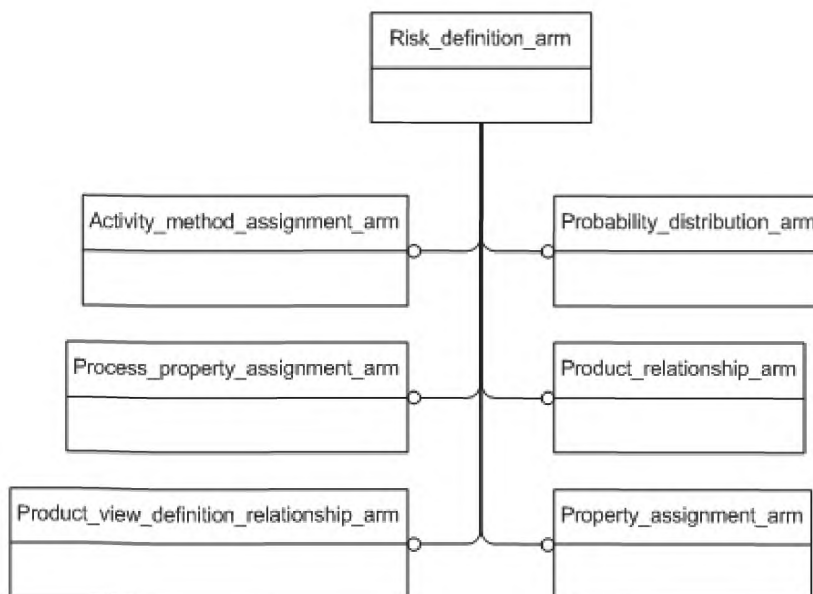 Risk_definition_arm
Activity_method_assignment_arm
Probability_distribution_arm
Process_property_assignment_arm
Product_relationship_arm
Product_view_definition_relationship_arm
Property_assignment_arm